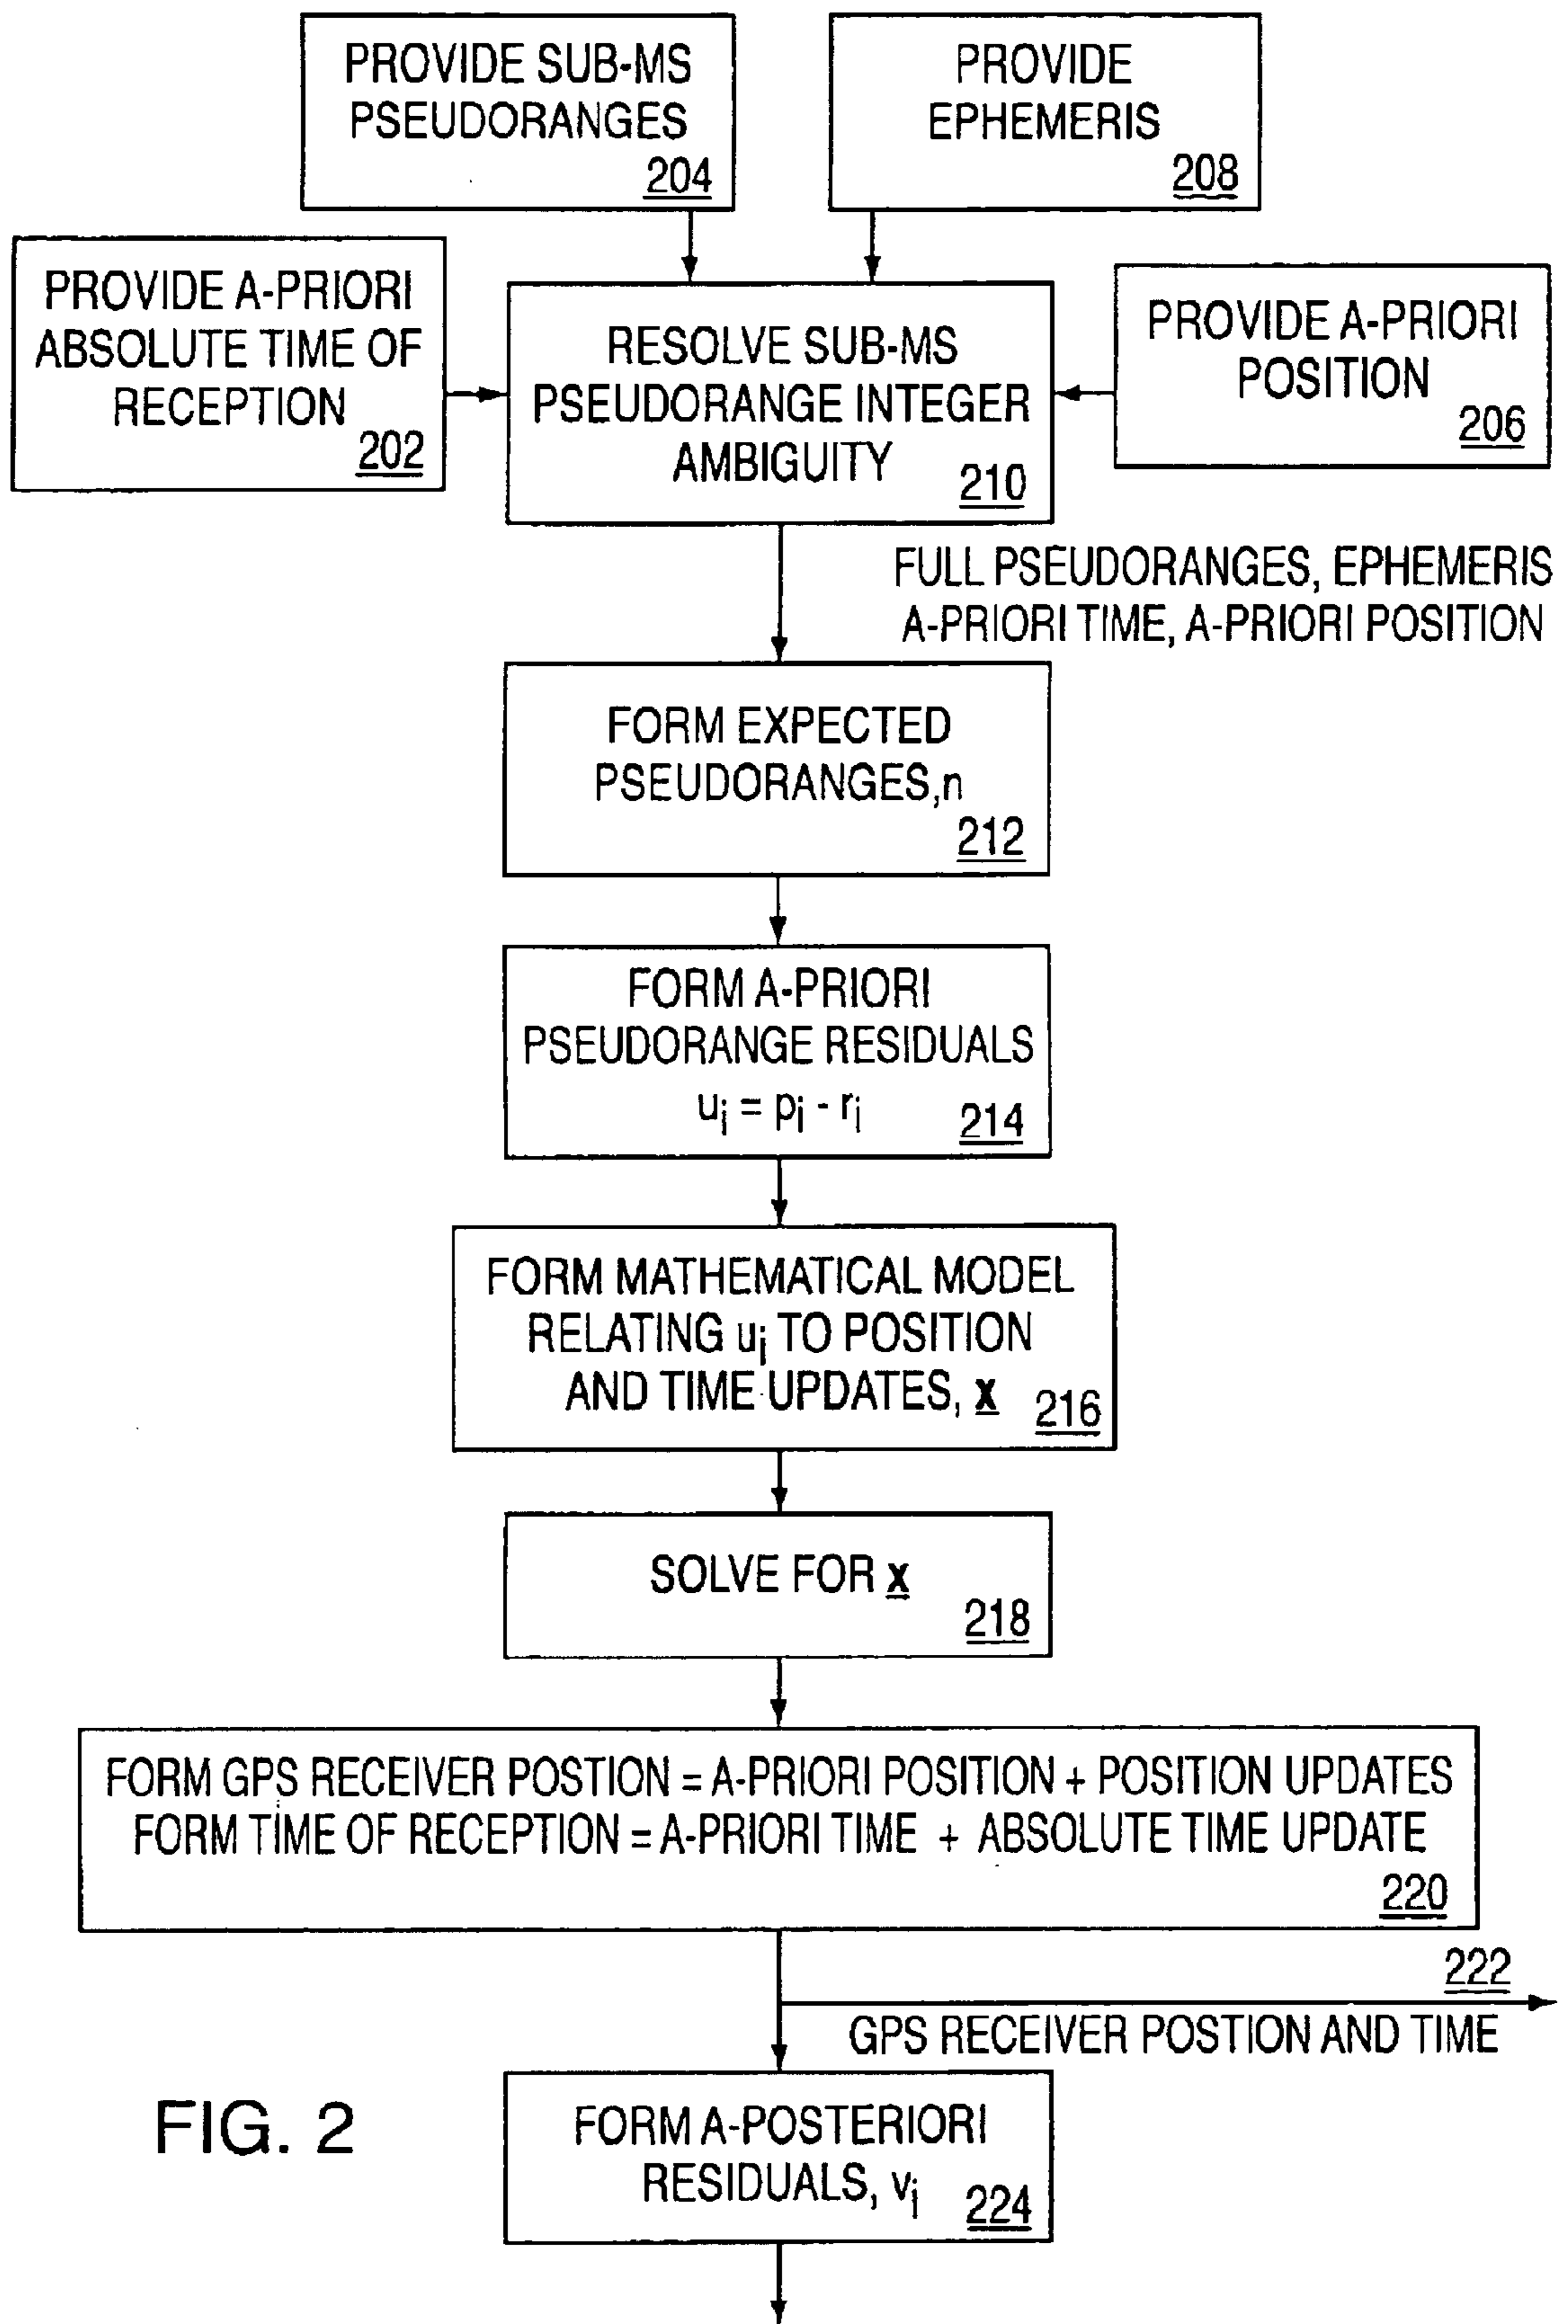 PROVIDE SUB-MS
PSEUDORANGES
204
PROVIDE
EPHEMERIS
208
PROVIDE A-PRIORI
ABSOLUTE TIME OF
RECEPTION
202
RESOLVE SUB-MS
PSEUDORANGE INTEGER
AMBIGUITY
210
PROVIDE A-PRIORI
POSITION
206
FULL PSEUDORANGES, EPHEMERIS
A-PRIORI TIME, A-PRIORI POSITION
FORM EXPECTED
PSEUDORANGES,n
212
FORM A-PRIORI
PSEUDORANGE RESIDUALS
ui = pi - ri
214
FORM MATHEMATICAL MODEL
RELATING ui TO POSITION
AND TIME UPDATES, x
216
SOLVE FOR x
218
FORM GPS RECEIVER POSTION = A-PRIORI POSITION + POSITION UPDATES
FORM TIME OF RECEPTION = A-PRIORI TIME + ABSOLUTE TIME UPDATE
220
222
GPS RECEIVER POSTION AND TIME
FORM A-POSTERIORI
RESIDUALS, vi
224
FIG. 2